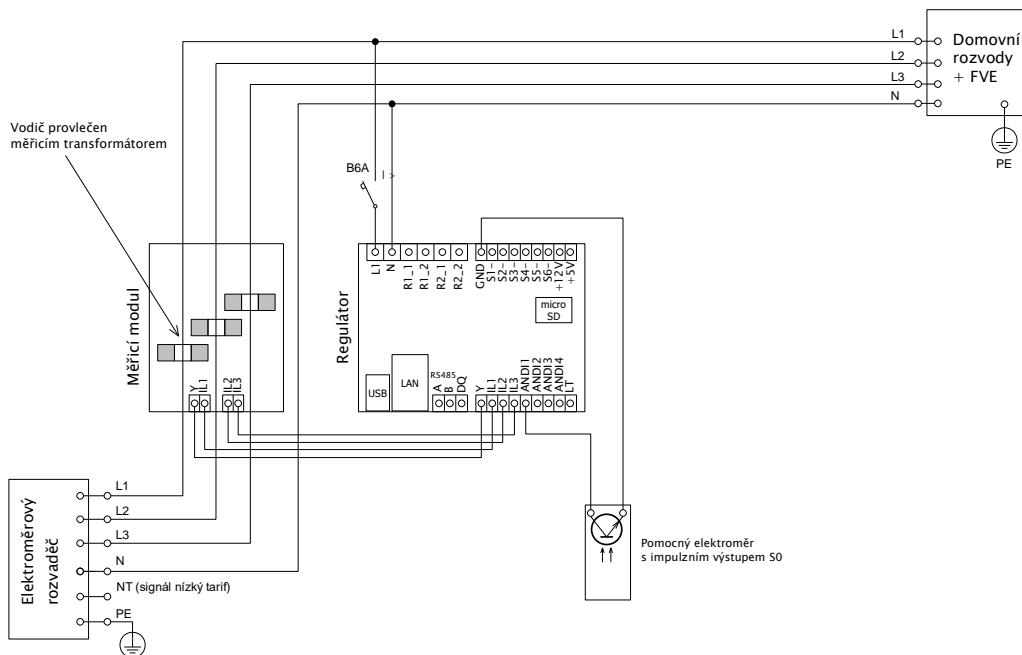 L1
L2
L3
N
Domovní
rozvody
+ FVE
PE
Vodič provlečen
měřicím transformátorem
B6A
I >
Měřicí modul
Y
IL1
IL2
IL3
Regulátor
L1
N
R1_1
R1_2
R2_1
R2_2
GND
S1-
S2-
S3-
S4-
S5-
S6-
+12V
+5V
micro
SD
USB
LAN
RS485
A
B
DQ
Y
IL1
IL2
IL3
ANDI1
ANDI2
ANDI3
ANDI4
LT
Elektroměrový
rozvaděč
L1
L2
L3
N
NT (signál nízký tarif)
PE
Pomocný elektroměr
s impulzním výstupem S0